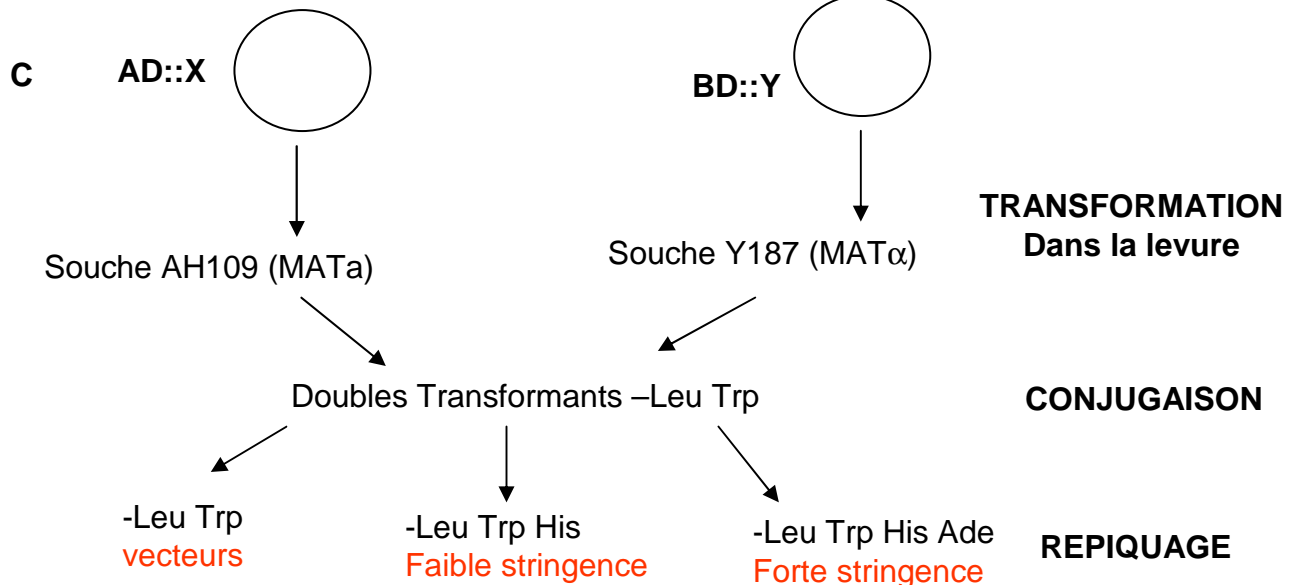 C
AD::X
BD::Y
TRANSFORMATION
Dans la levure
Souche AH109 (MATa)
Souche Y187 (MATα)
Doubles Transformants –Leu Trp
CONJUGAISON
-Leu Trp
vecteurs
-Leu Trp His
Faible stringence
-Leu Trp His Ade
Forte stringence
REPIQUAGE